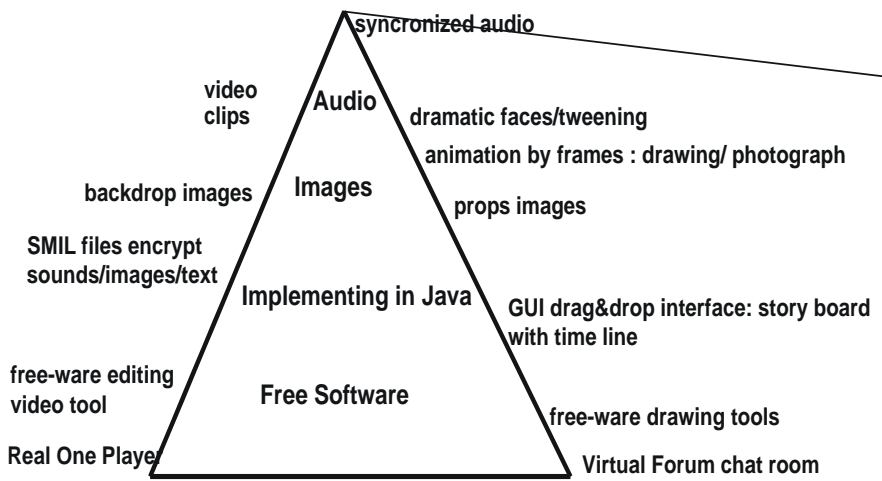 syncronized audio
video
clips
Audio
dramatic faces/tweening
animation by frames : drawing/ photograph
backdrop images
Images
props images
SMIL files encrypt
sounds/images/text
Implementing in Java
GUI drag&drop interface: story board
with time line
free-ware editing
video tool
Free Software
free-ware drawing tools
Real One Player
Virtual Forum chat room